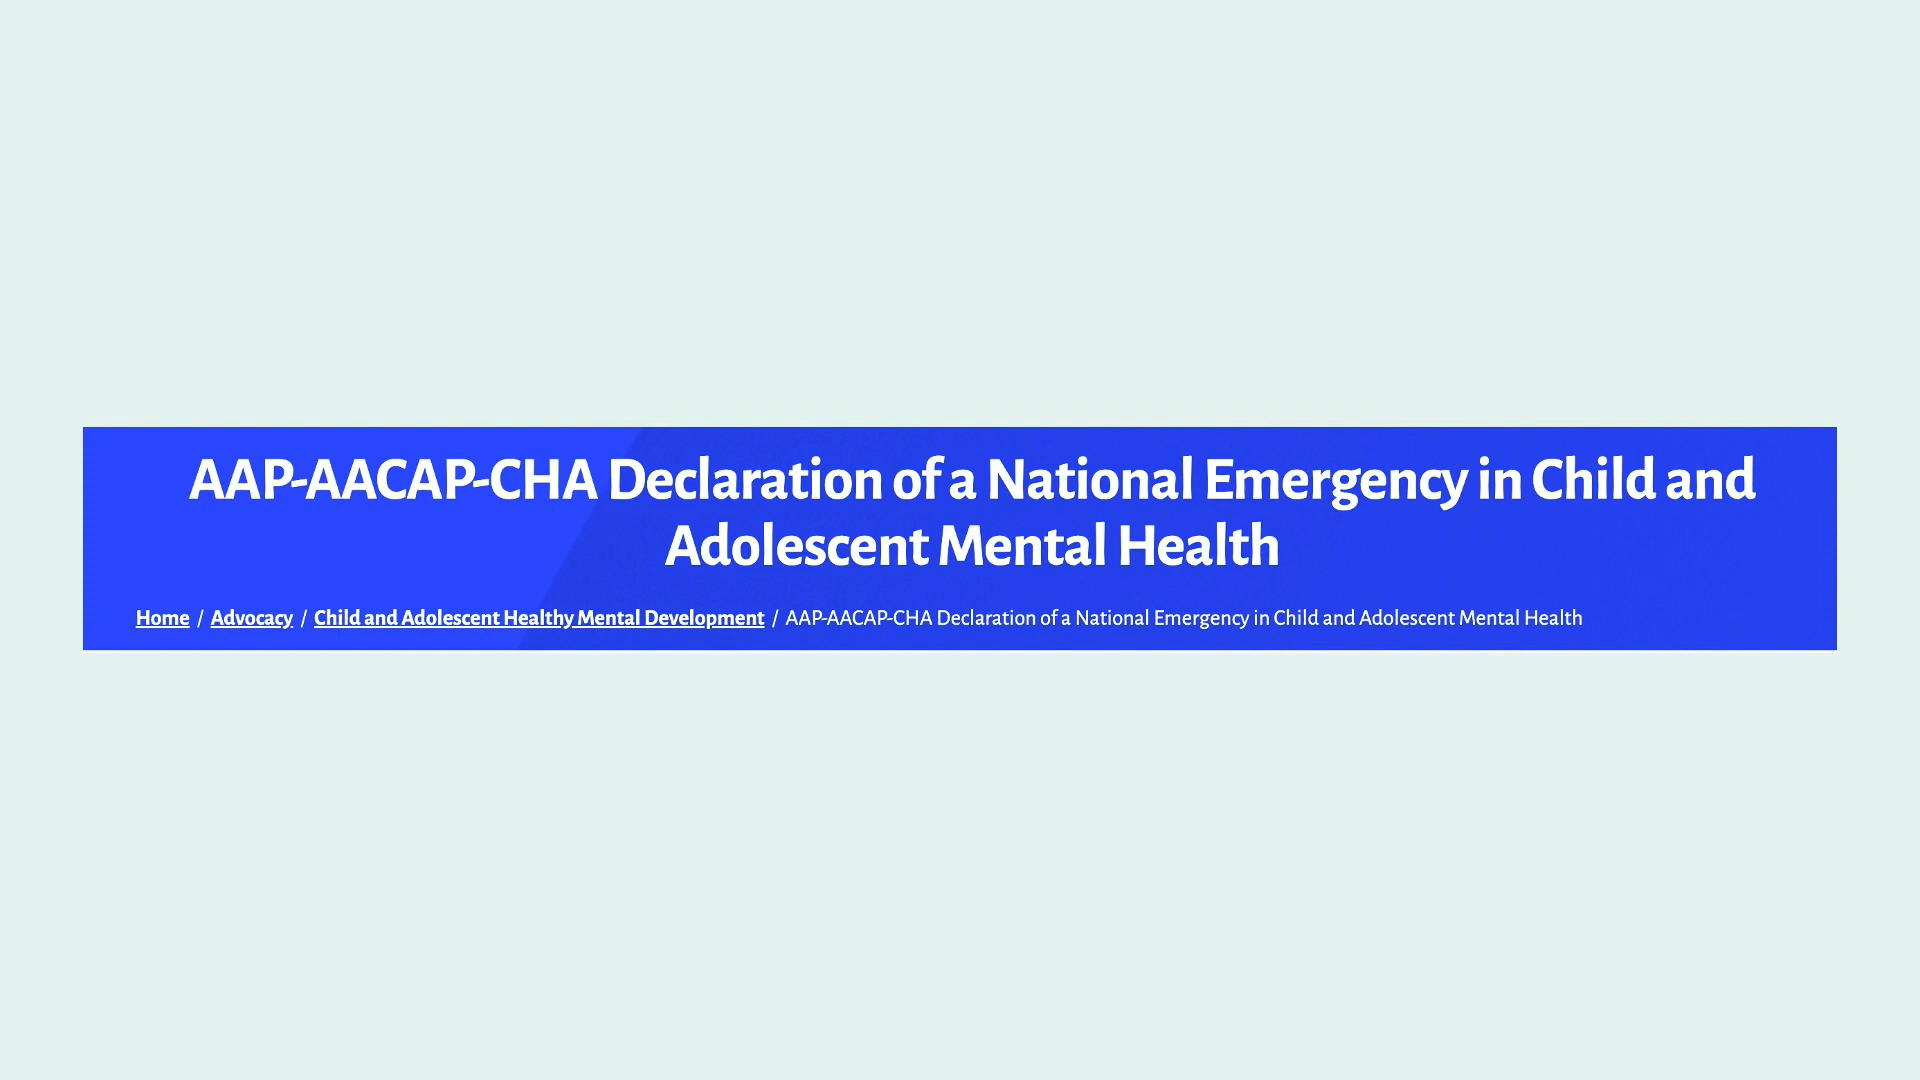 AAP-AACAP-CHA Declaration of a National Emergency in Child and
Adolescent Mental Health
Home / Advocacy / Child and Adolescent Healthy Mental Development / AAP-AACAP-CHA Declaration of a National Emergency in Child and Adolescent Mental Health